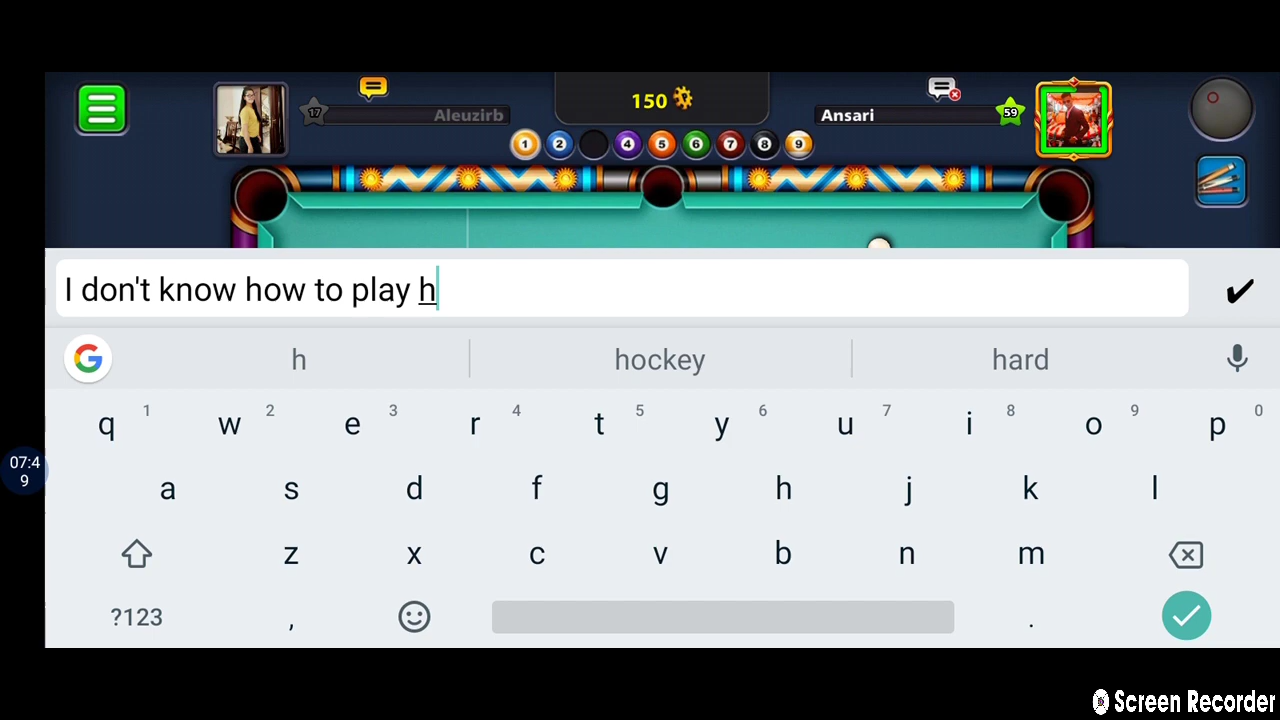 150
17
Aleuzirb
Ansari
59
1 2 4 5 6 7 8 9
I don't know how to play h
h hockey hard
q 1 w 2 e 3 r 4 t 5 y 6 u 7 i 8 o 9 p 0
07:4
9
a s d f g h j k l
z x c v b n m
?123 , .
Screen Recorder